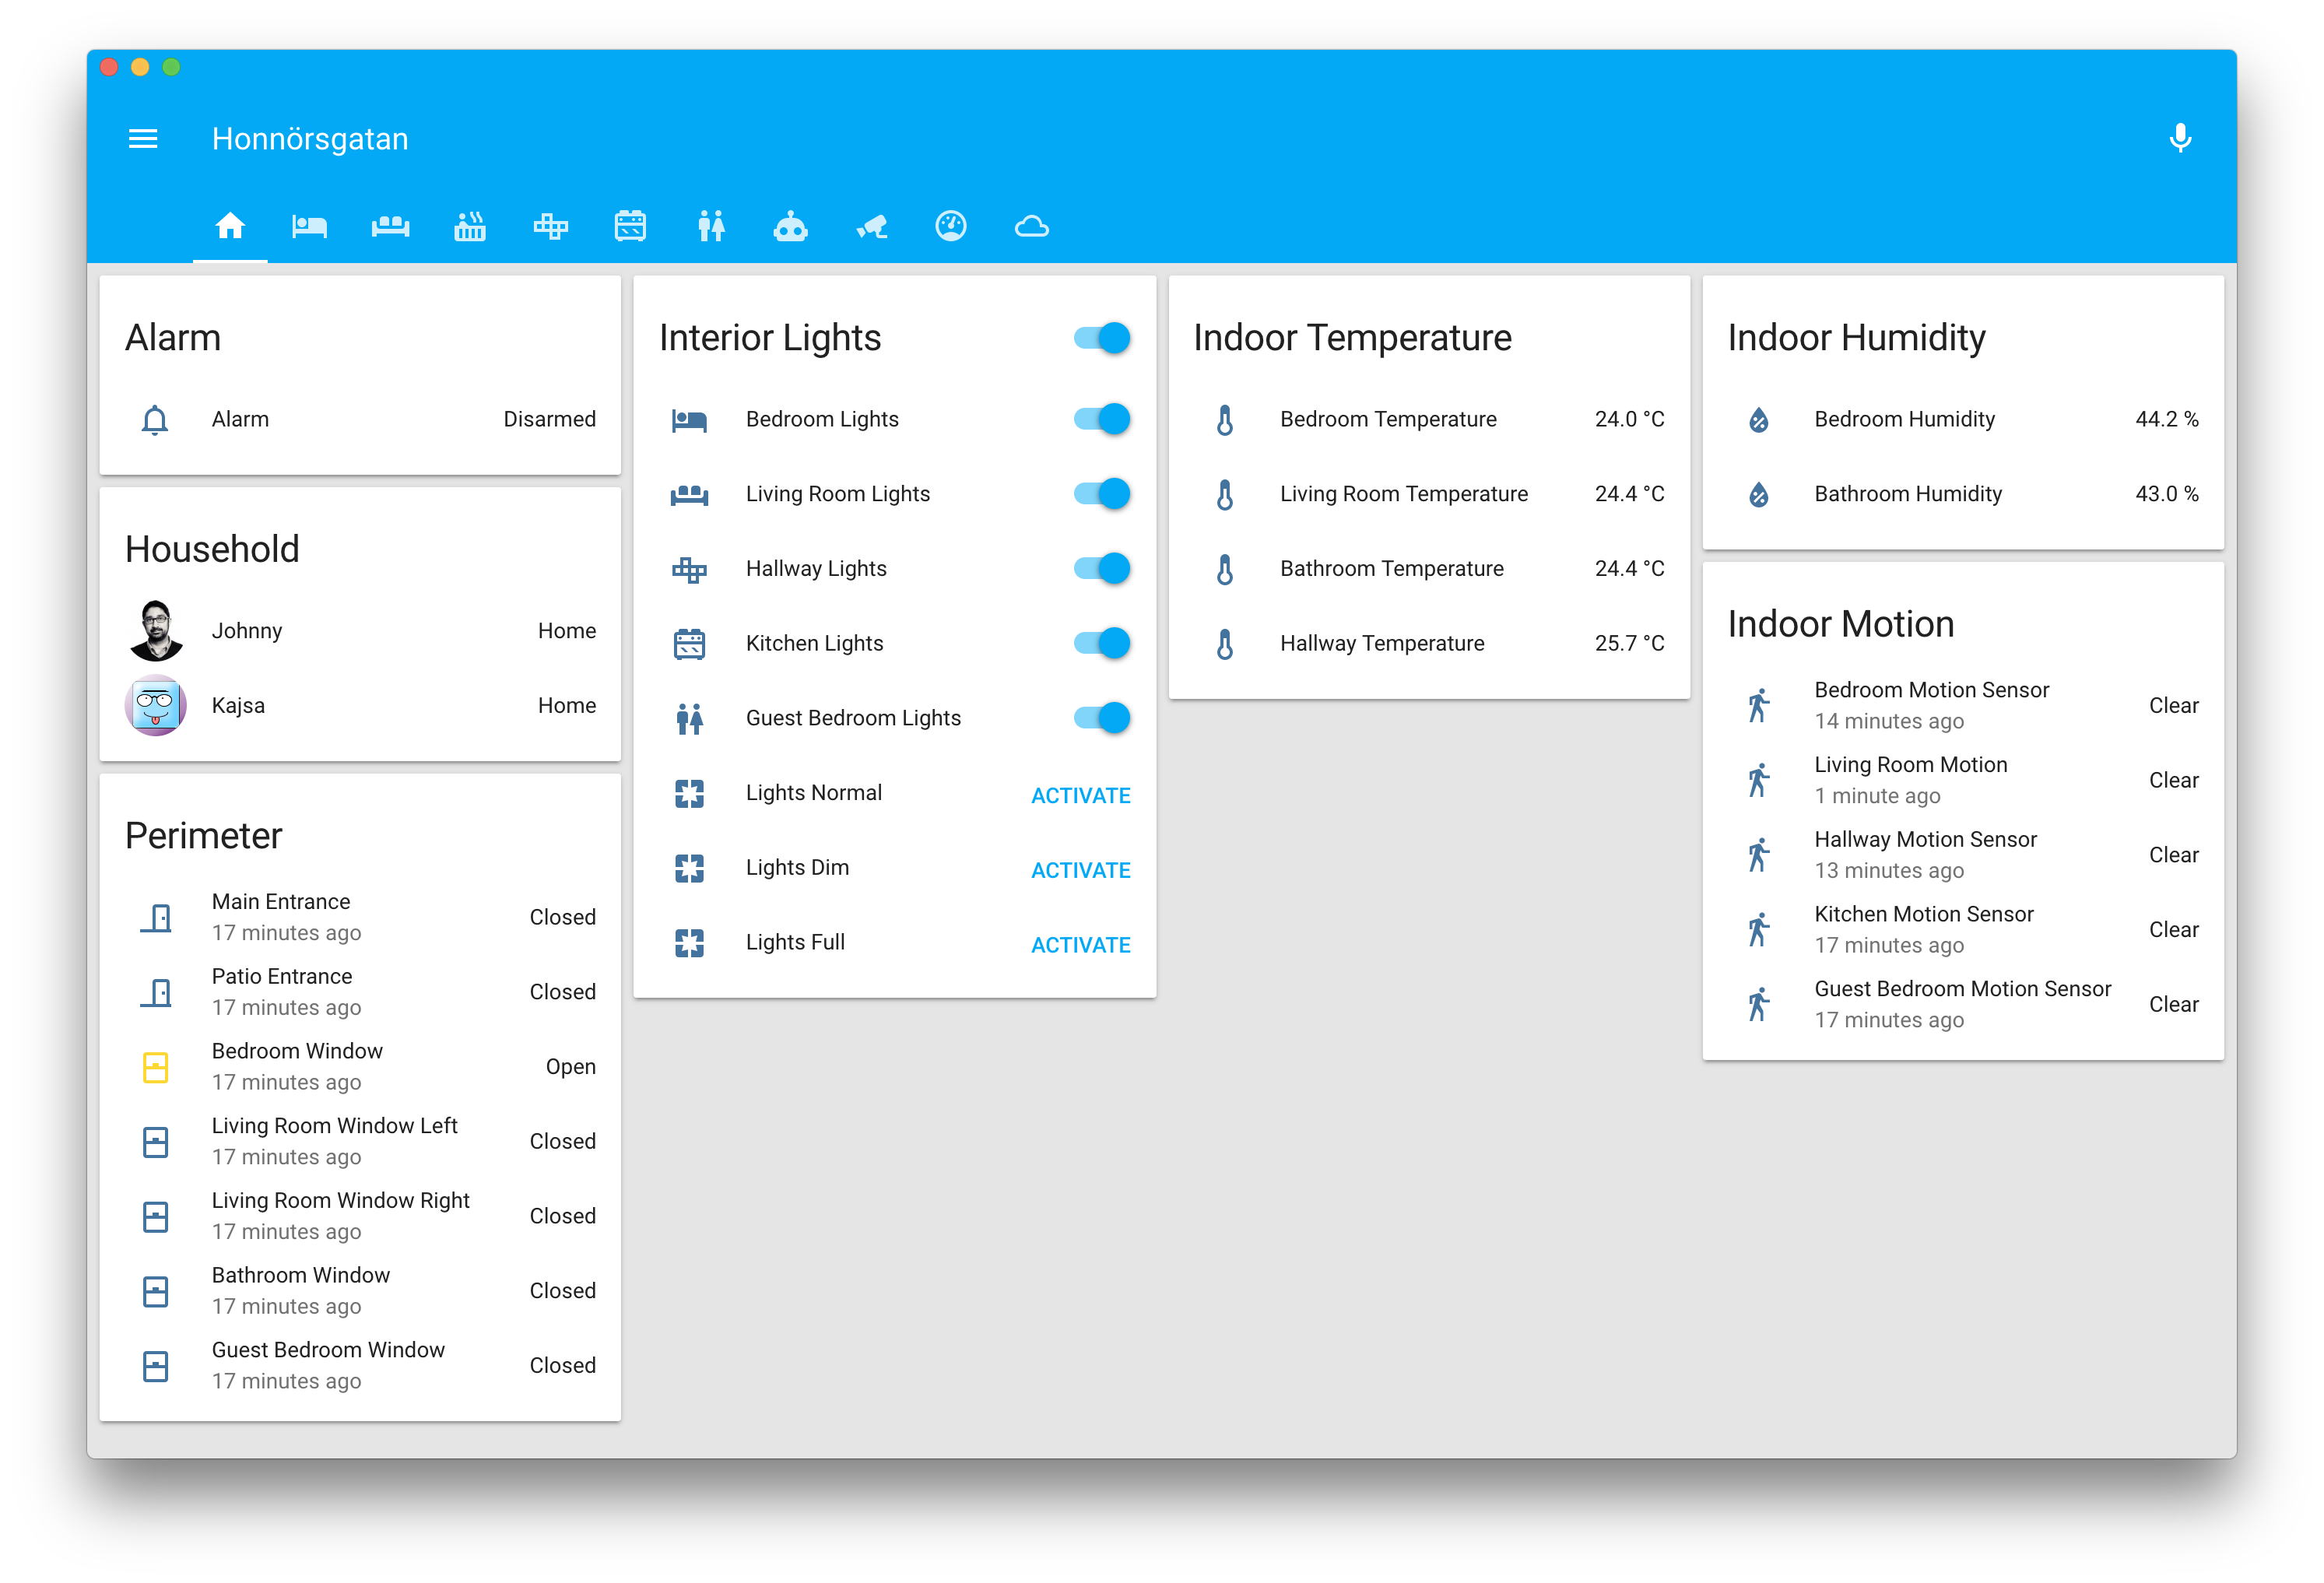 Honnörsgatan
Alarm
Alarm Disarmed
Household
Johnny Home
Kajsa Home
Perimeter
Main Entrance
17 minutes ago
Closed
Patio Entrance
17 minutes ago
Closed
Bedroom Window
17 minutes ago
Open
Living Room Window Left
17 minutes ago
Closed
Living Room Window Right
17 minutes ago
Closed
Bathroom Window
17 minutes ago
Closed
Guest Bedroom Window
17 minutes ago
Closed
Interior Lights
Bedroom Lights
Living Room Lights
Hallway Lights
Kitchen Lights
Guest Bedroom Lights
Lights Normal ACTIVATE
Lights Dim ACTIVATE
Lights Full ACTIVATE
Indoor Temperature
Bedroom Temperature 24.0 °C
Living Room Temperature 24.4 °C
Bathroom Temperature 24.4 °C
Hallway Temperature 25.7 °C
Indoor Humidity
Bedroom Humidity 44.2 %
Bathroom Humidity 43.0 %
Indoor Motion
Bedroom Motion Sensor
14 minutes ago
Clear
Living Room Motion
1 minute ago
Clear
Hallway Motion Sensor
13 minutes ago
Clear
Kitchen Motion Sensor
17 minutes ago
Clear
Guest Bedroom Motion Sensor
17 minutes ago
Clear